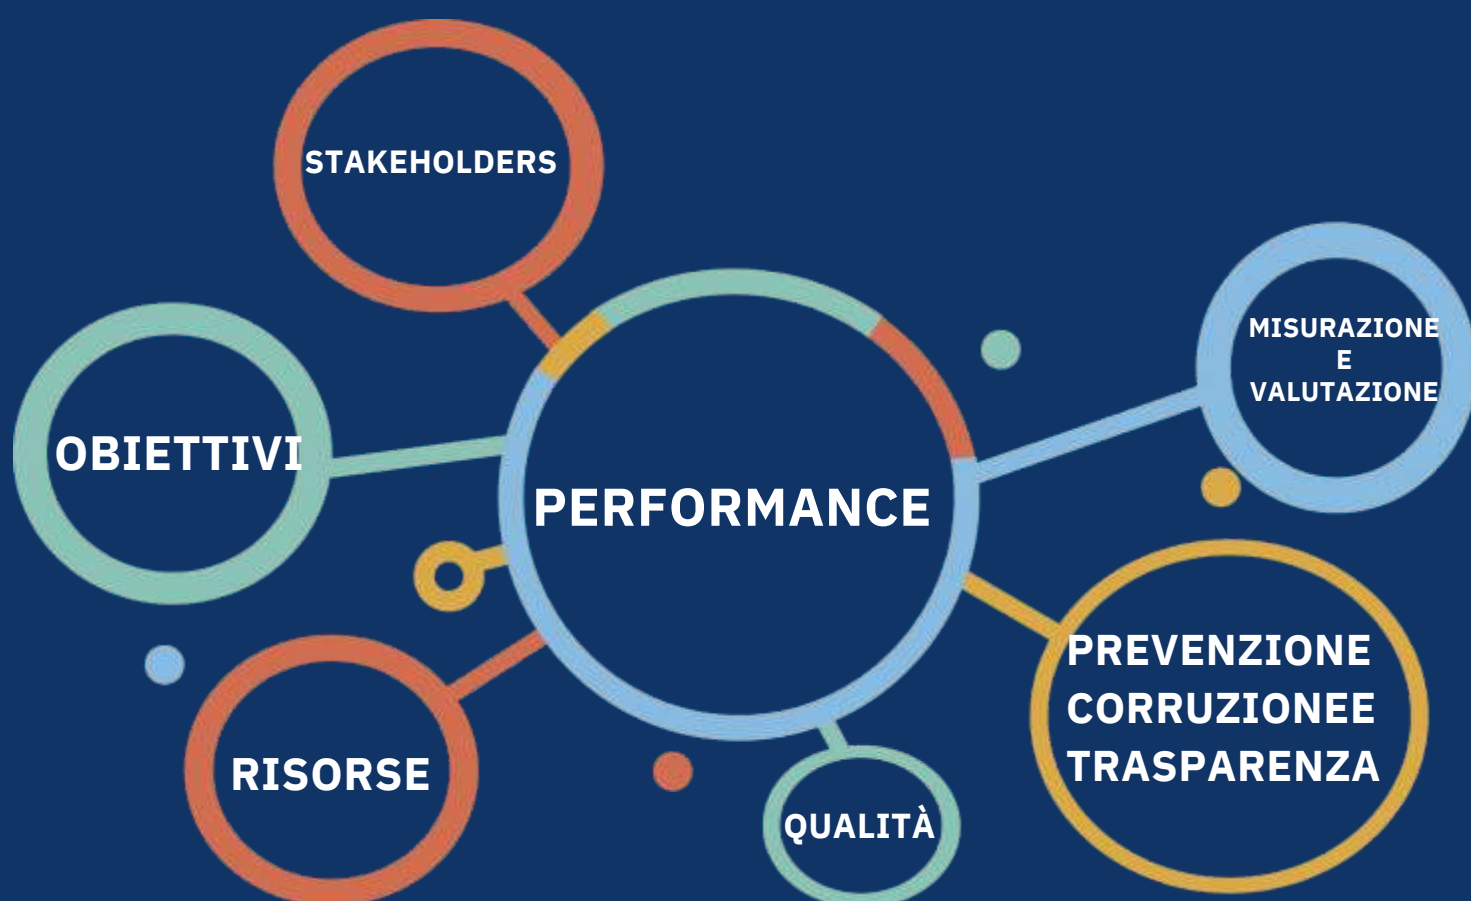 STAKEHOLDERS
MISURAZIONE
E
VALUTAZIONE
OBIETTIVI
PERFORMANCE
PREVENZIONE
CORRUZIONEE
TRASPARENZA
RISORSE
QUALITÀ